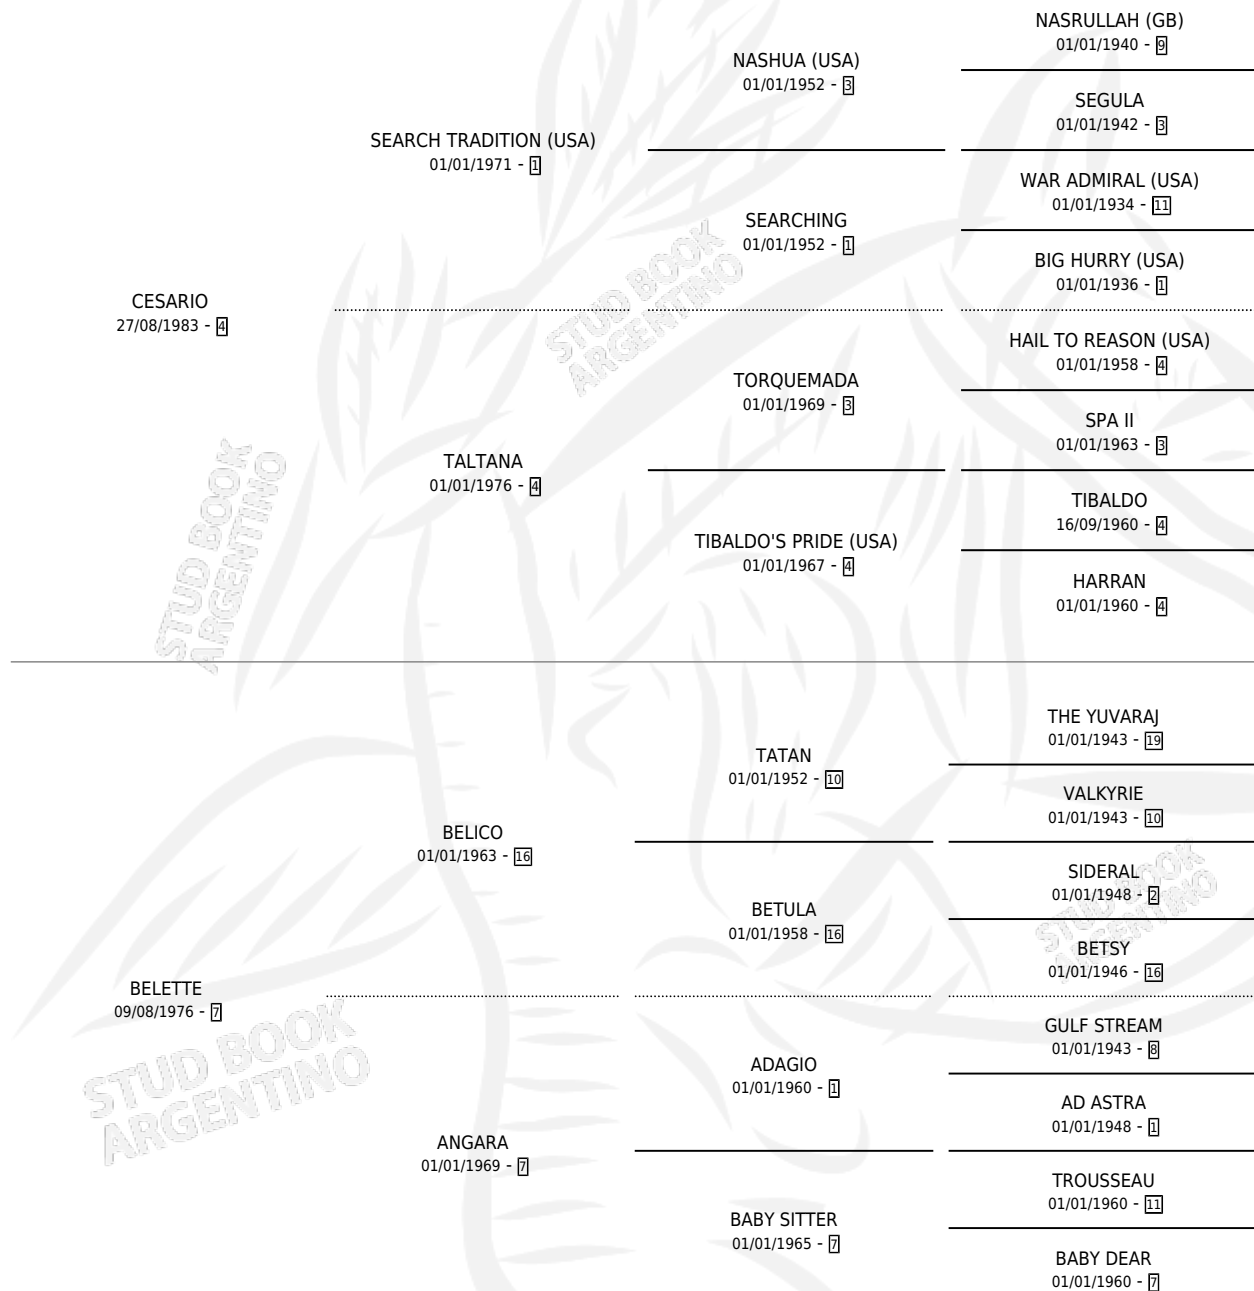 NASRULLAH (GB)
01/01/1940 - 9
NASHUA (USA)
01/01/1952 - 3
SEGULA
01/01/1942 - 3
SEARCH TRADITION (USA)
01/01/1971 - 1
WAR ADMIRAL (USA)
01/01/1934 - 11
SEARCHING
01/01/1952 - 1
BIG HURRY (USA)
01/01/1936 - 1
CESARIO
27/08/1983 - 4
HAIL TO REASON (USA)
01/01/1958 - 4
TORQUEMADA
01/01/1969 - 3
SPA II
01/01/1963 - 3
TALTANA
01/01/1976 - 4
TIBALDO
16/09/1960 - 4
TIBALDO'S PRIDE (USA)
01/01/1967 - 4
HARRAN
01/01/1960 - 4
THE YUVARAJ
01/01/1943 - 19
TATAN
01/01/1952 - 10
VALKYRIE
01/01/1943 - 10
BELICO
01/01/1963 - 16
SIDERAL
01/01/1948 - 2
BETULA
01/01/1958 - 16
BETSY
01/01/1946 - 16
BELETTE
09/08/1976 - 7
GULF STREAM
01/01/1943 - 8
ADAGIO
01/01/1960 - 1
AD ASTRA
01/01/1948 - 1
ANGARA
01/01/1969 - 7
TROUSSEAU
01/01/1960 - 11
BABY SITTER
01/01/1965 - 7
BABY DEAR
01/01/1960 - 7
STUD BOOK
ARGENTINO
STUD BOOK
ARGENTINO
STUD BOOK
ARGENTINO
STUD BOOK
ARGENTINO